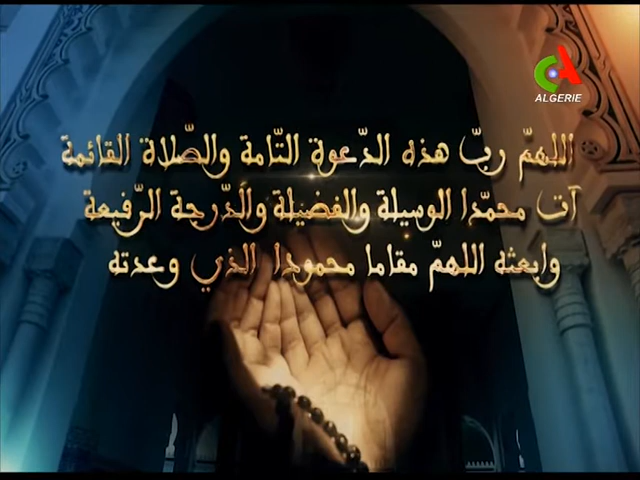 ALGERIE
اللهمّ ربّ هذه الدّعوة التّامة والصّلاة القائمة
آت محمّدا الوسيلة والفضيلة والدّرجة الرّفيعة
وابعثه اللهمّ مقاما محمودا الذي وعدته